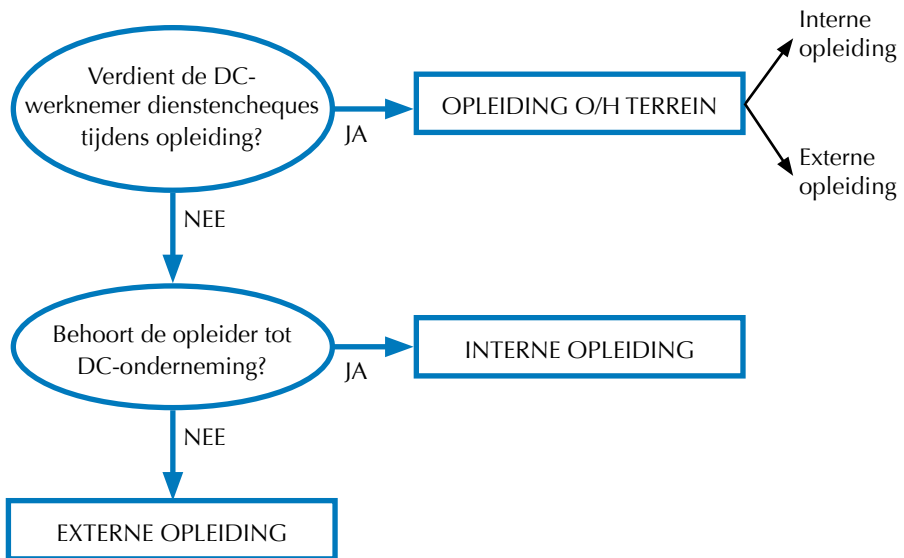 Verdient de DC-
werknemer dienstencheques
tijdens opleiding?
JA
OPLEIDING O/H TERREIN
Interne
opleiding
Externe
opleiding
NEE
Behoort de opleider tot
DC-onderneming?
JA
INTERNE OPLEIDING
NEE
EXTERNE OPLEIDING